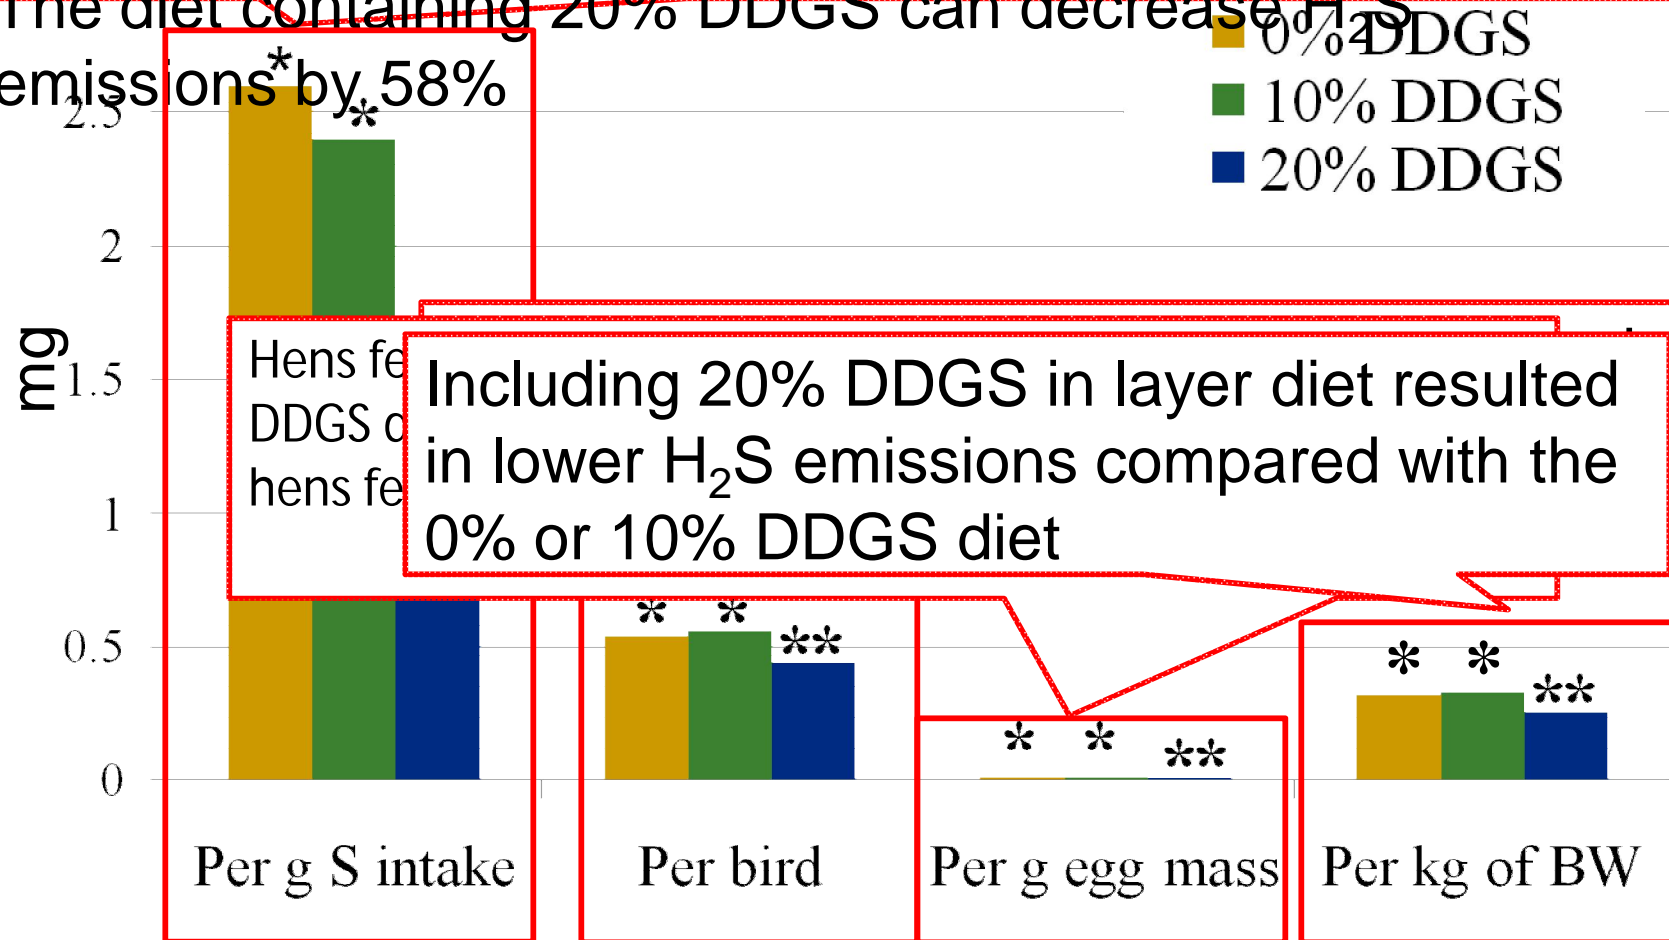 The diet containing 20% DDGS can decrease H₂S
emissions by 58%
0% DDGS
10% DDGS
20% DDGS
*
*
2.5
2
1.5
1
0.5
0
mg
Hens
DDGS
hens
Including 20% DDGS in layer diet resulted
in lower H₂S emissions compared with the
0% or 10% DDGS diet
* * **
* * **
* * **
Per g S intake
Per bird
Per g egg mass
Per kg of BW